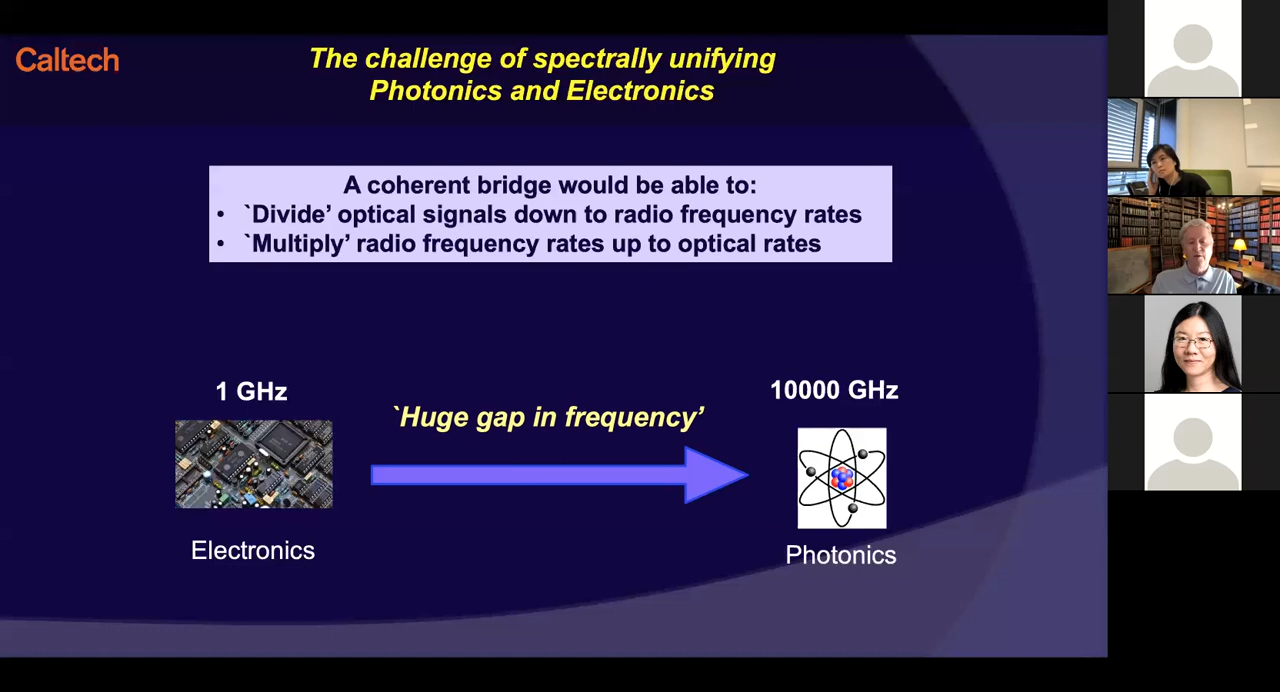 Caltech
The challenge of spectrally unifying
Photonics and Electronics
A coherent bridge would be able to:
• `Divide’ optical signals down to radio frequency rates
• `Multiply’ radio frequency rates up to optical rates
1 GHz
`Huge gap in frequency’
10000 GHz
Electronics
Photonics